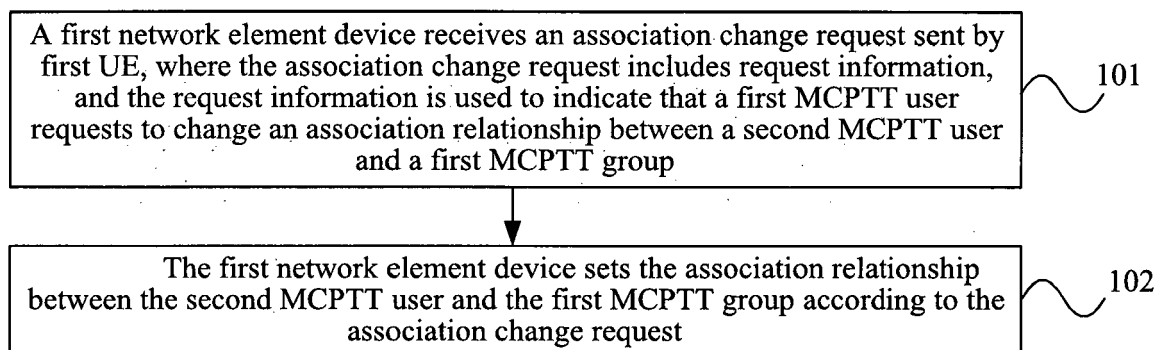 A first network element device receives an association change request sent by
first UE, where the association change request includes request information,
and the request information is used to indicate that a first MCPTT user
requests to change an association relationship between a second MCPTT user
and a first MCPTT group
101
The first network element device sets the association relationship
between the second MCPTT user and the first MCPTT group according to the
association change request
102